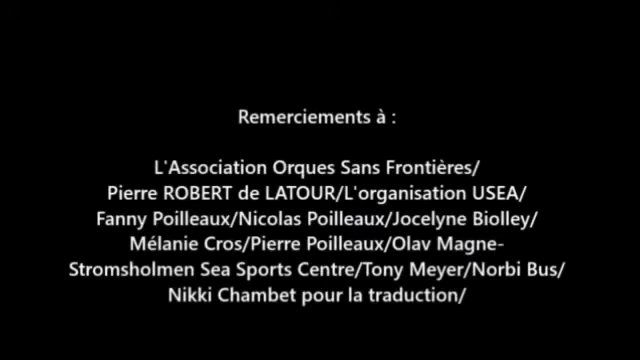 Remerciements à :
L'Association Orques Sans Frontières/
Pierre ROBERT de LATOUR/L'organisation USEA/
Fanny Poilleaux/Nicolas Poilleaux/Jocelyne Biolley/
Mélanie Cros/Pierre Poilleaux/Olav Magne-
Stromsholmen Sea Sports Centre/Tony Meyer/Norbi Bus/
Nikki Chambet pour la traduction/